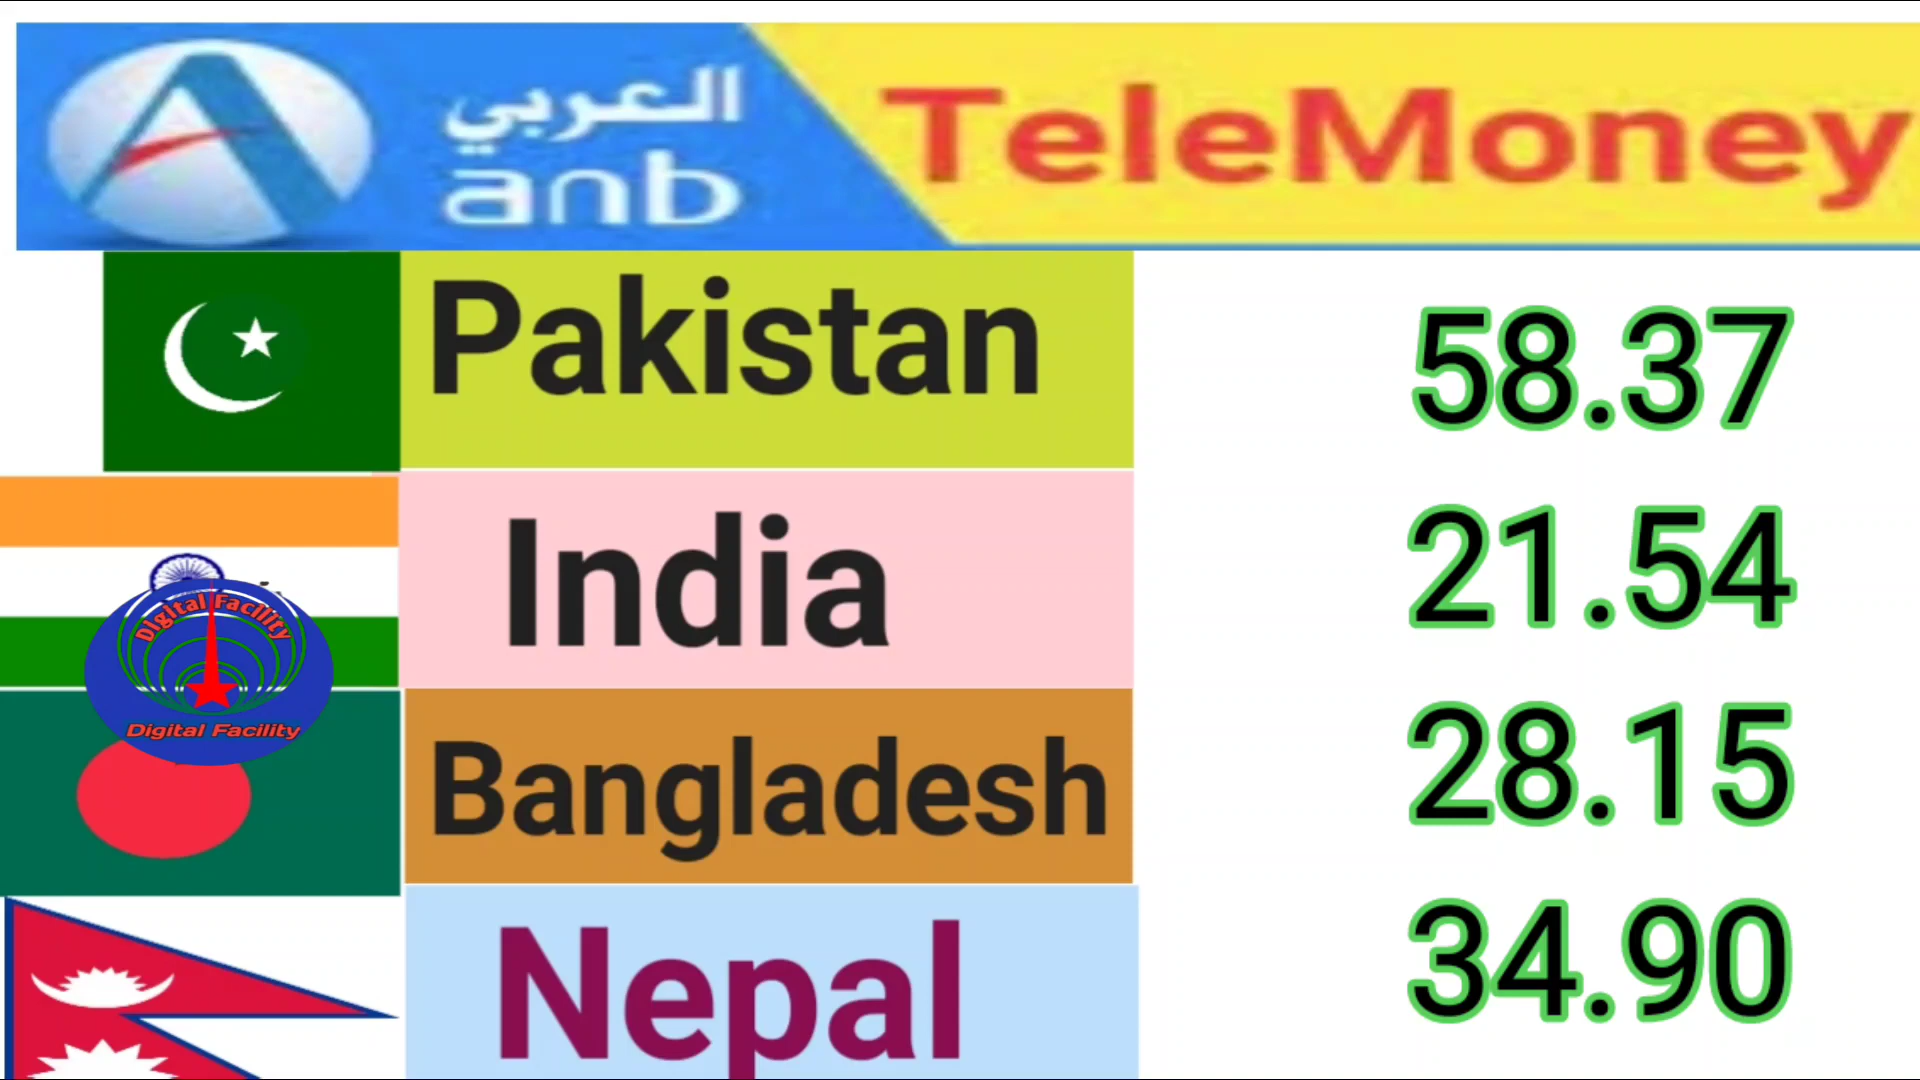 العربي
anb
TeleMoney
Pakistan
58.37
India
21.54
Digital Facility
Digital Facility
Bangladesh
28.15
Nepal
34.90